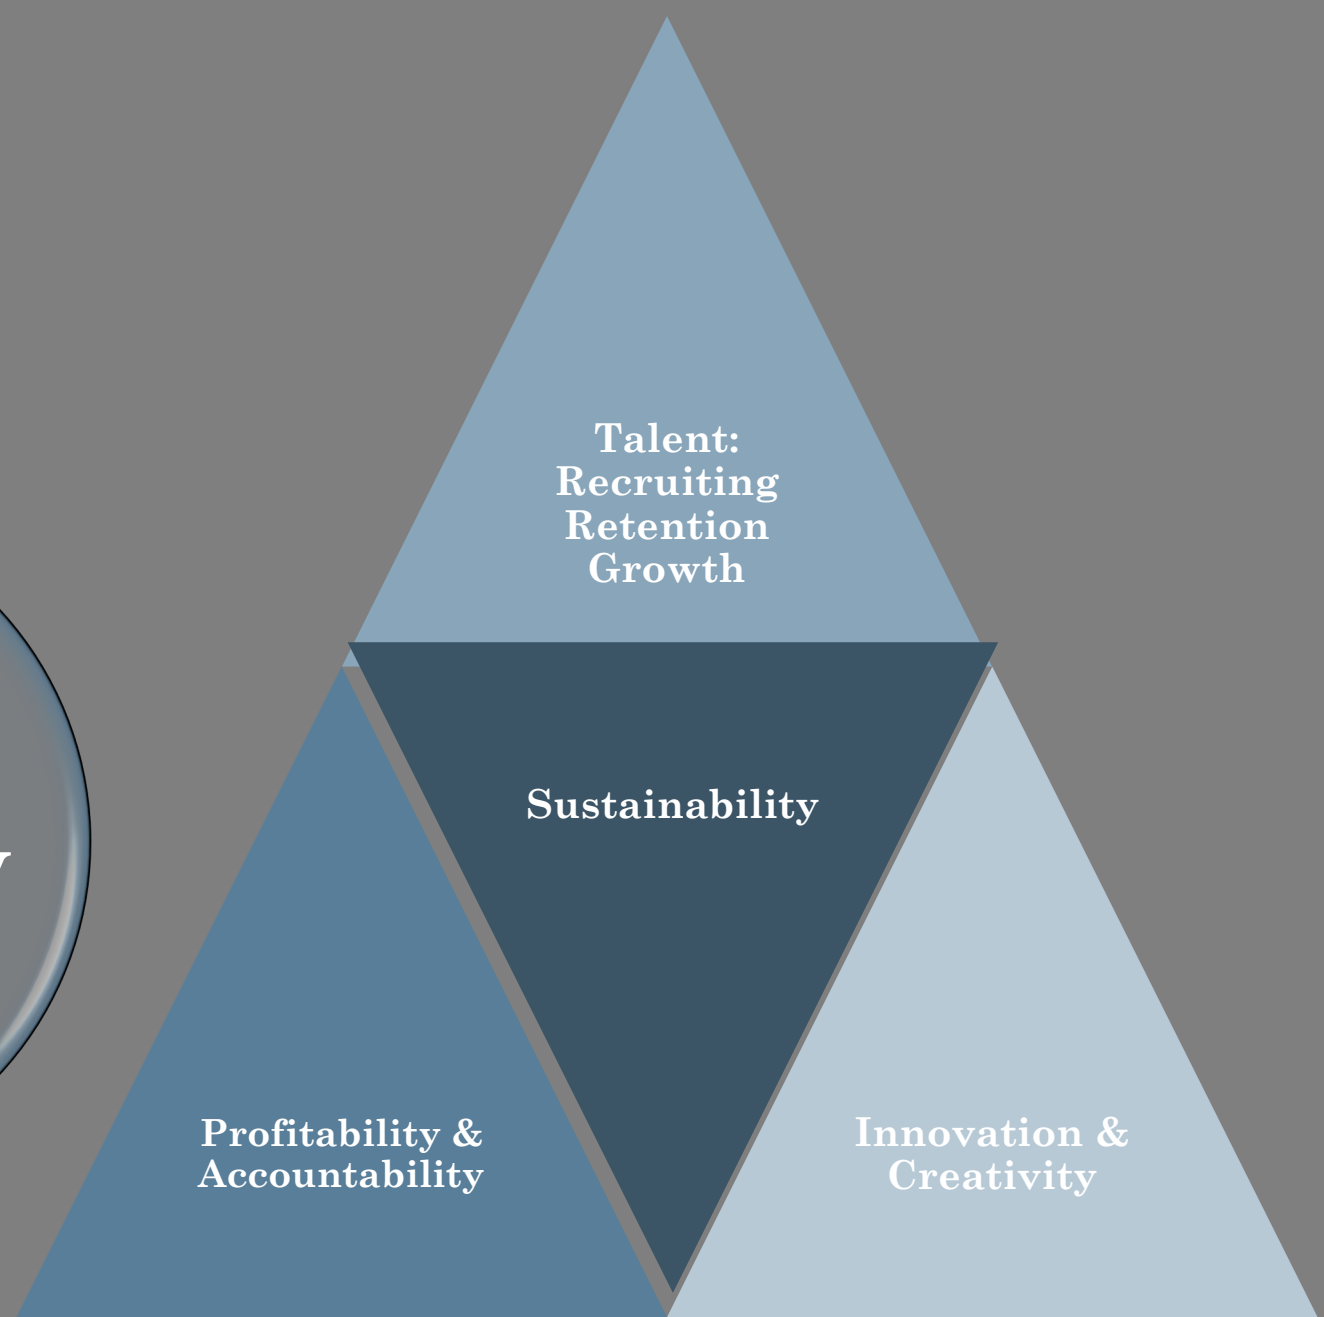 Talent:
Recruiting
Retention
Growth
Sustainability
Profitability &
Accountability
Innovation &
Creativity